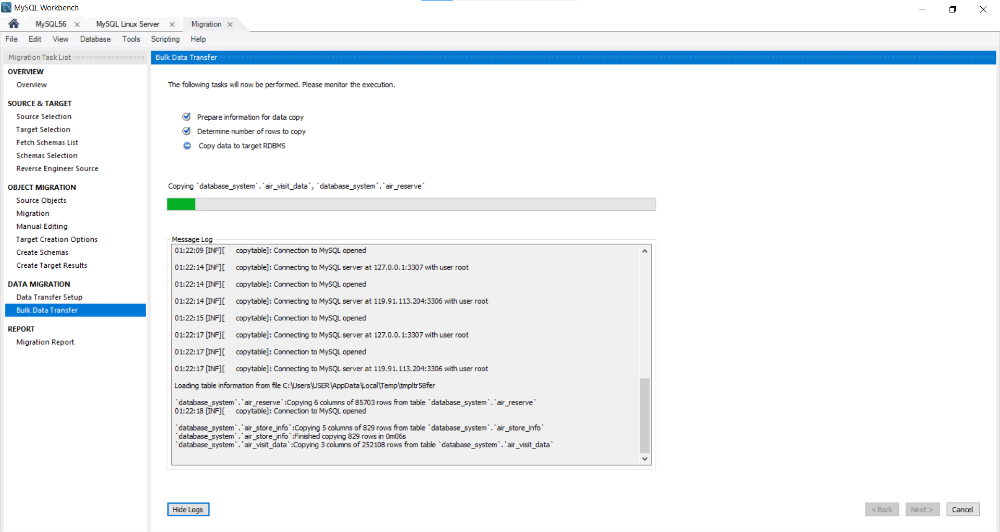 MySQL Workbench
MySQL56
MySQL Linux Server
Migration
File Edit View Database Tools Scripting Help
Migration Task List
OVERVIEW
Overview
SOURCE & TARGET
Source Selection
Target Selection
Fetch Schemas List
Schemas Selection
Reverse Engineer Source
OBJECT MIGRATION
Source Objects
Migration
Manual Editing
Target Creation Options
Create Schemas
Create Target Results
DATA MIGRATION
Data Transfer Setup
Bulk Data Transfer
REPORT
Migration Report
Bulk Data Transfer
The following tasks will now be performed. Please monitor the execution.
Prepare information for data copy
Determine number of rows to copy
Copy data to target RDBMS
Copying `database_system`.`air_visit_data`, `database_system`.`air_reserve`
Message Log
01:22:09 [INF][ copytable]: Connection to MySQL opened
01:22:14 [INF][ copytable]: Connecting to MySQL server at 127.0.0.1:3307 with user root
01:22:14 [INF][ copytable]: Connection to MySQL opened
01:22:14 [INF][ copytable]: Connecting to MySQL server at 119.91.113.204:3306 with user root
01:22:15 [INF][ copytable]: Connection to MySQL opened
01:22:17 [INF][ copytable]: Connecting to MySQL server at 127.0.0.1:3307 with user root
01:22:17 [INF][ copytable]: Connection to MySQL opened
01:22:17 [INF][ copytable]: Connecting to MySQL server at 119.91.113.204:3306 with user root
Loading table information from file C:\Users\USER\AppData\Local\Temp\tmpltr58fer
`database_system`.`air_reserve`:Copying 6 columns of 85703 rows from table `database_system`.`air_reserve`
01:22:18 [INF][ copytable]: Connection to MySQL opened
`database_system`.`air_store_info`:Copying 5 columns of 829 rows from table `database_system`.`air_store_info`
`database_system`.`air_store_info`:Finished copying 829 rows in 0m06s
`database_system`.`air_visit_data`:Copying 3 columns of 252108 rows from table `database_system`.`air_visit_data`
Hide Logs
< Back
Next >
Cancel